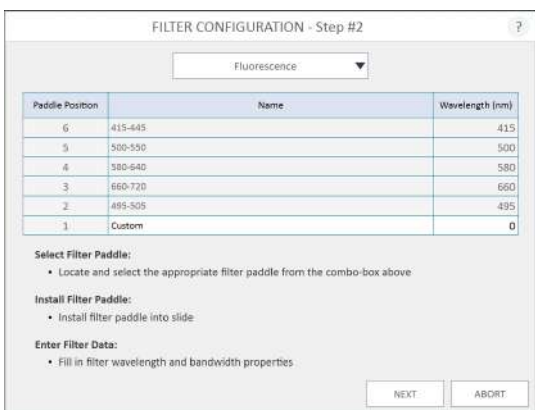 FILTER CONFIGURATION - Step #2 ?
Fluorescence
Paddle Position Name Wavelength (nm)
6 415-445 415
5 500-550 500
4 580-640 580
3 660-720 660
2 495-505 495
1 Custom 0
Select Filter Paddle:
• Locate and select the appropriate filter paddle from the combo-box above
Install Filter Paddle:
• Install filter paddle into slide
Enter Filter Data:
• Fill in filter wavelength and bandwidth properties
NEXT ABORT